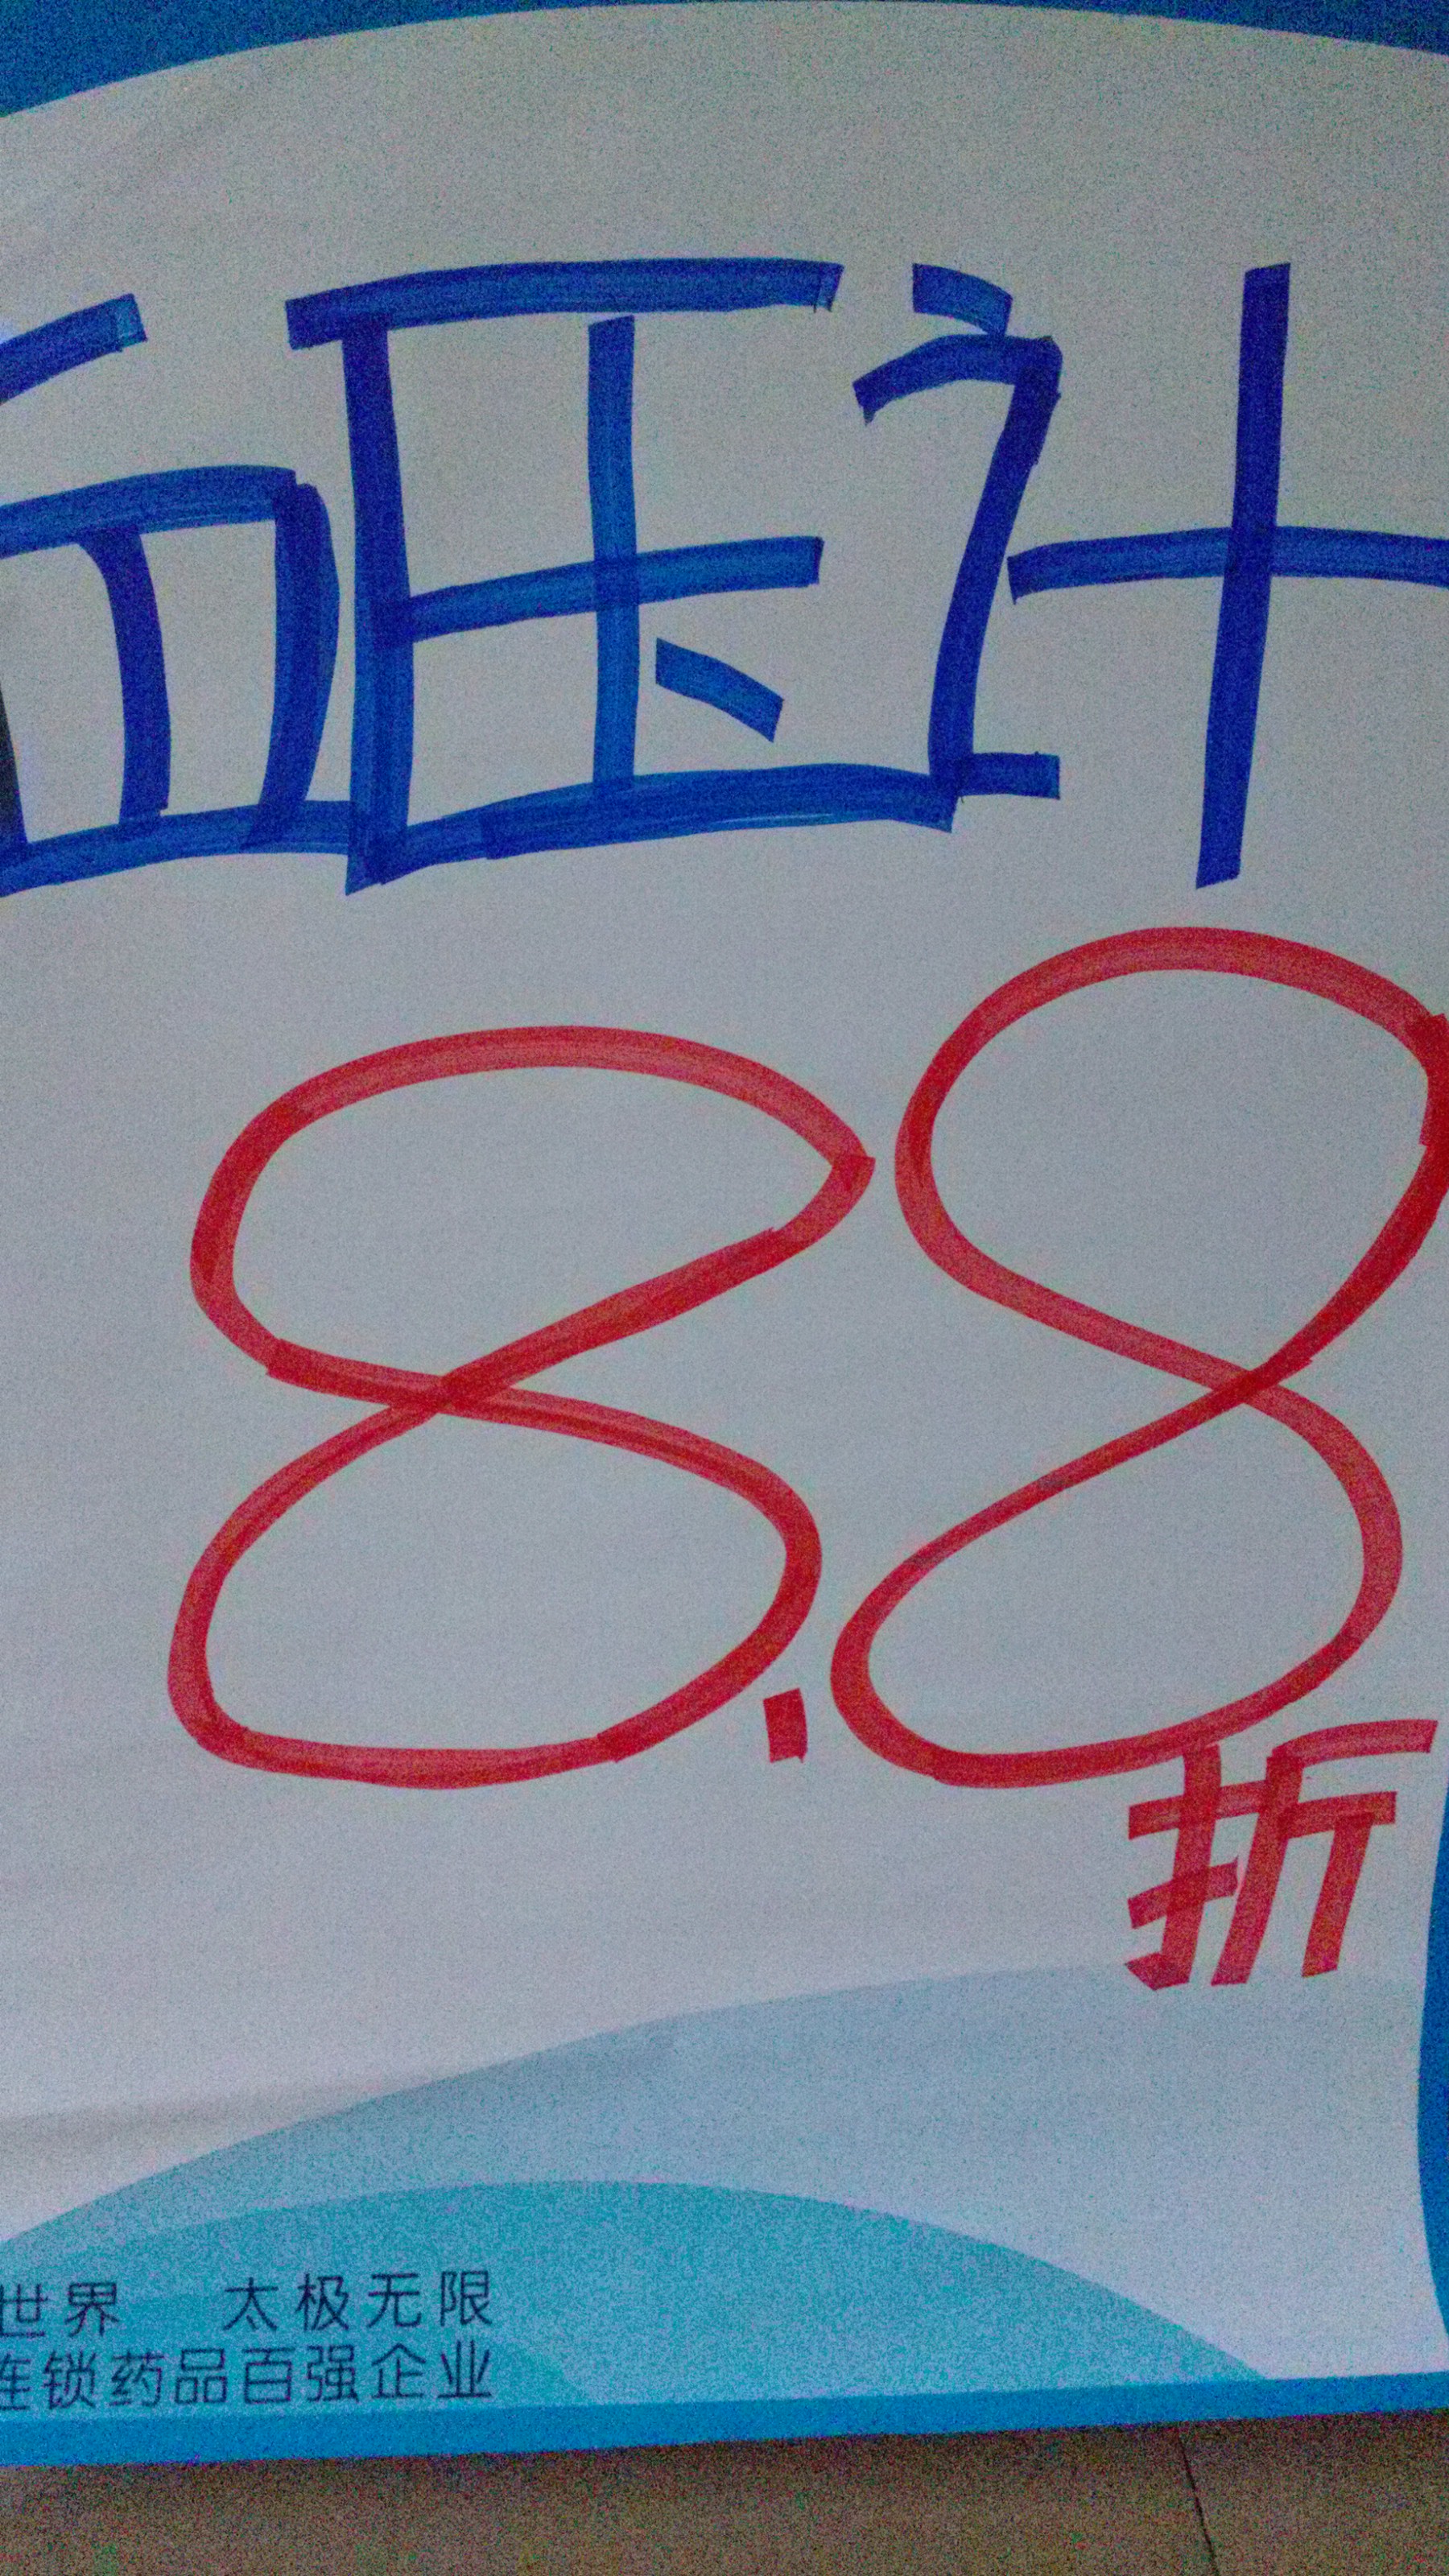 血压计
8.8折
世界 太极无限
连锁药品百强企业